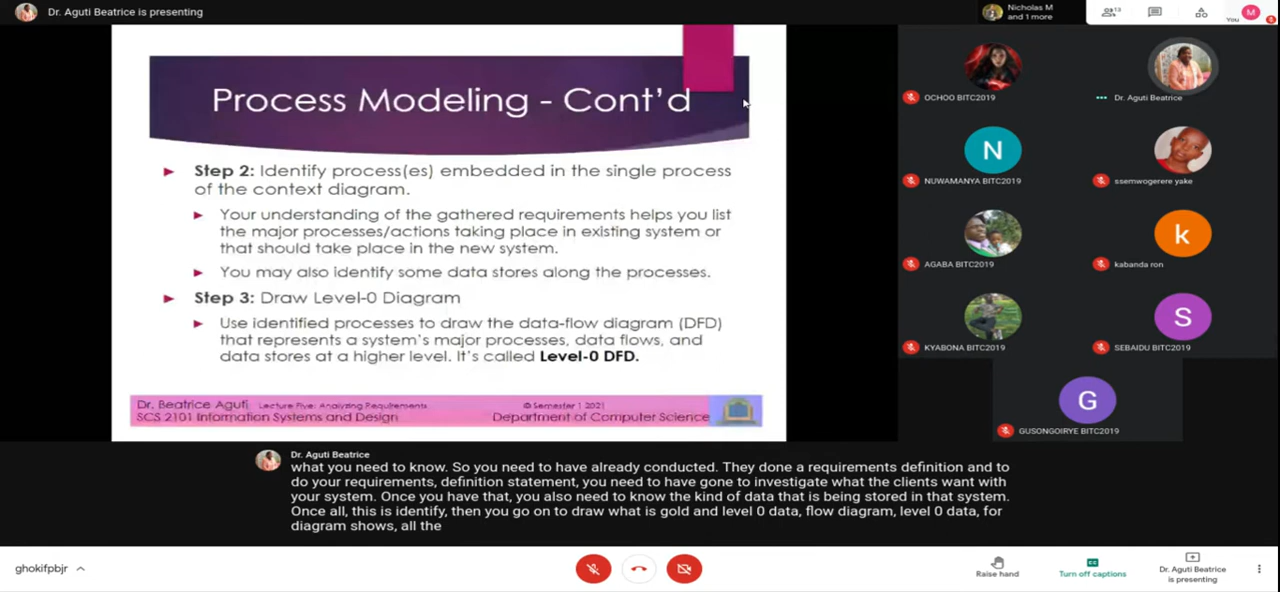 Dr. Aguti Beatrice is presenting
Nicholas M
and 1 more
13
You
M
Process Modeling - Cont'd
Step 2: Identify process(es) embedded in the single process
of the context diagram.
Your understanding of the gathered requirements helps you list
the major processes/actions taking place in existing system or
that should take place in the new system.
You may also identify some data stores along the processes.
Step 3: Draw Level-0 Diagram
Use identified processes to draw the data-flow diagram (DFD)
that represents a system's major processes, data flows, and
data stores at a higher level. It's called Level-0 DFD.
Dr. Beatrice Aguti Lecture Five: Analyzing Requirements © Semester 1 2021
SCS 2101 Information Systems and Design Department of Computer Science
OCHOO BITC2019
Dr. Aguti Beatrice
N
NUWAMANYA BITC2019
ssemwogerere yake
AGABA BITC2019
k
kabanda ron
KYABONA BITC2019
S
SEBAIDU BITC2019
G
GUSONGOIRYE BITC2019
Dr. Aguti Beatrice
what you need to know. So you need to have already conducted. They done a requirements definition and to
do your requirements, definition statement, you need to have gone to investigate what the clients want with
your system. Once you have that, you also need to know the kind of data that is being stored in that system.
Once all, this is identify, then you go on to draw what is gold and level 0 data, flow diagram, level 0 data, for
diagram shows, all the
ghokifpbjr
Raise hand
Turn off captions
Dr. Aguti Beatrice
is presenting